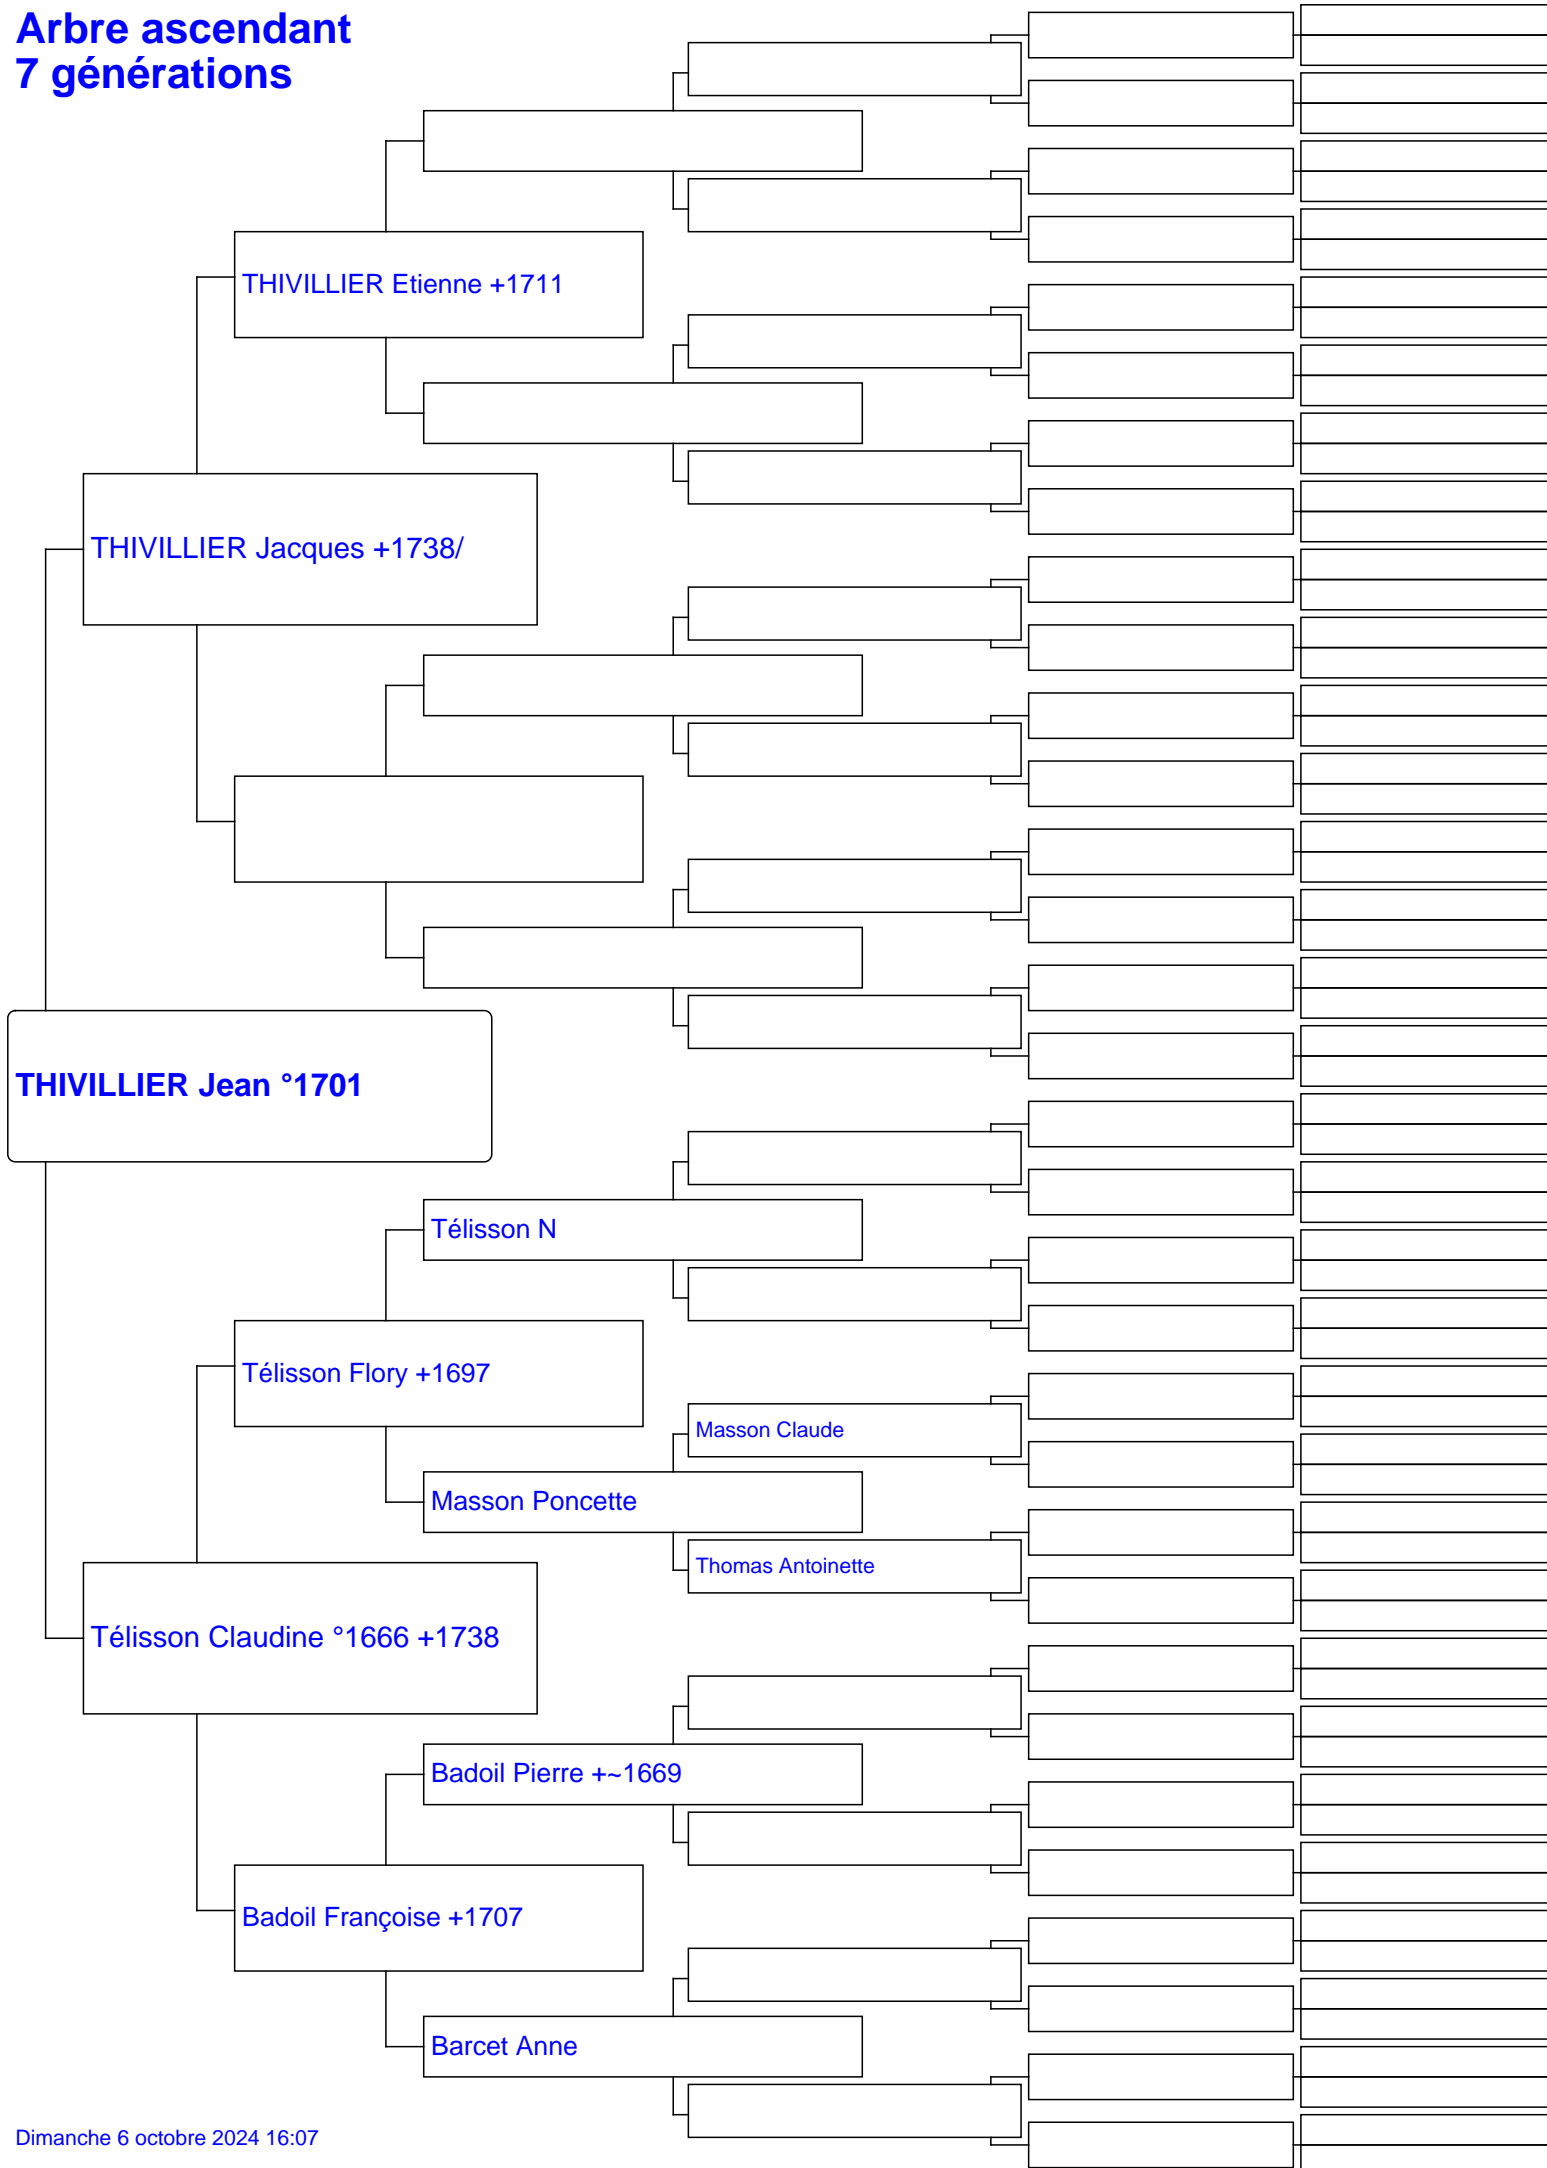 Arbre ascendant
7 générations
THIVILLIER Etienne +1711
THIVILLIER Jacques +1738/
THIVILLIER Jean °1701
Télisson N
Télisson Flory +1697
Masson Claude
Masson Poncette
Thomas Antoinette
Télisson Claudine °1666 +1738
Badoil Pierre +~1669
Badoil Françoise +1707
Barcet Anne
Dimanche 6 octobre 2024 16:07